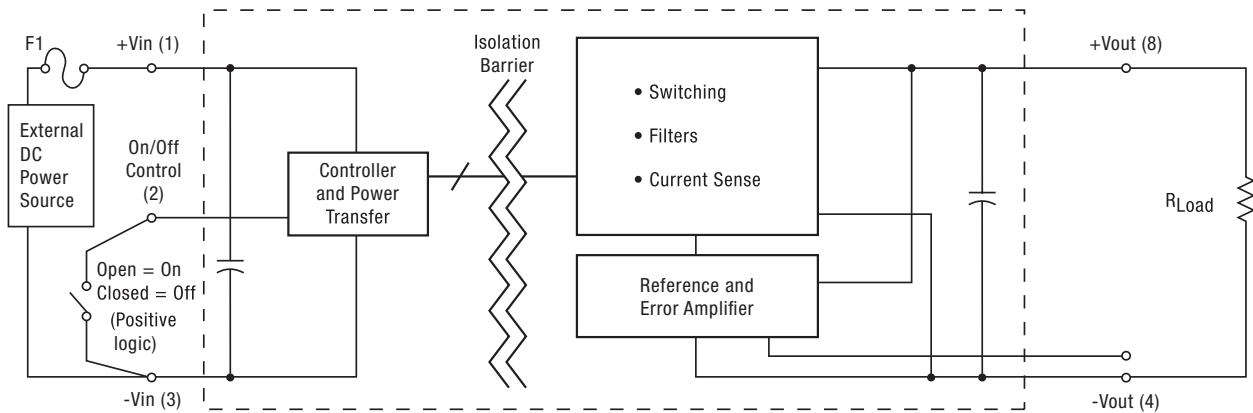 F1
+Vin (1)
External
DC
Power
Source
On/Off
Control
(2)
Open = On
Closed = Off
(Positive
logic)
-Vin (3)
Controller
and Power
Transfer
Isolation
Barrier
• Switching
• Filters
• Current Sense
Reference and
Error Amplifier
+Vout (8)
RLoad
-Vout (4)